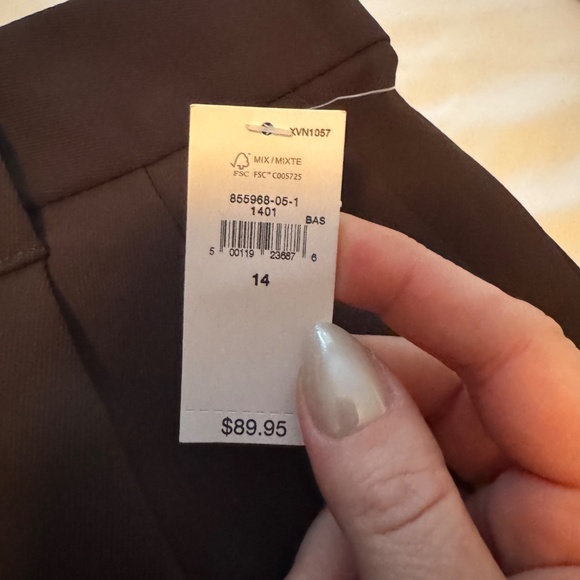 XVN1057
MIX / MIXTE
FSC FSC™ C005725
855968-05-1
1401
BAS
5 00119 23687 6
14
$89.95